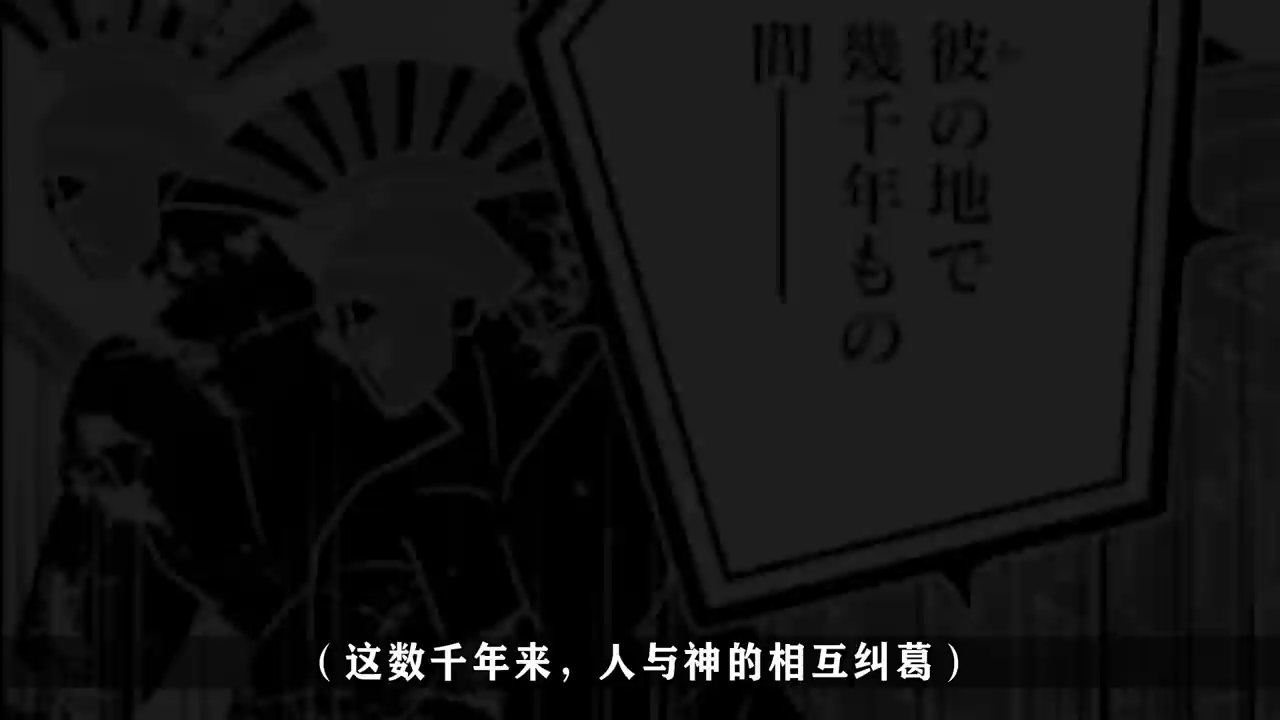 彼の地で
幾千年もの
間——
（这数千年来，人与神的相互纠葛）